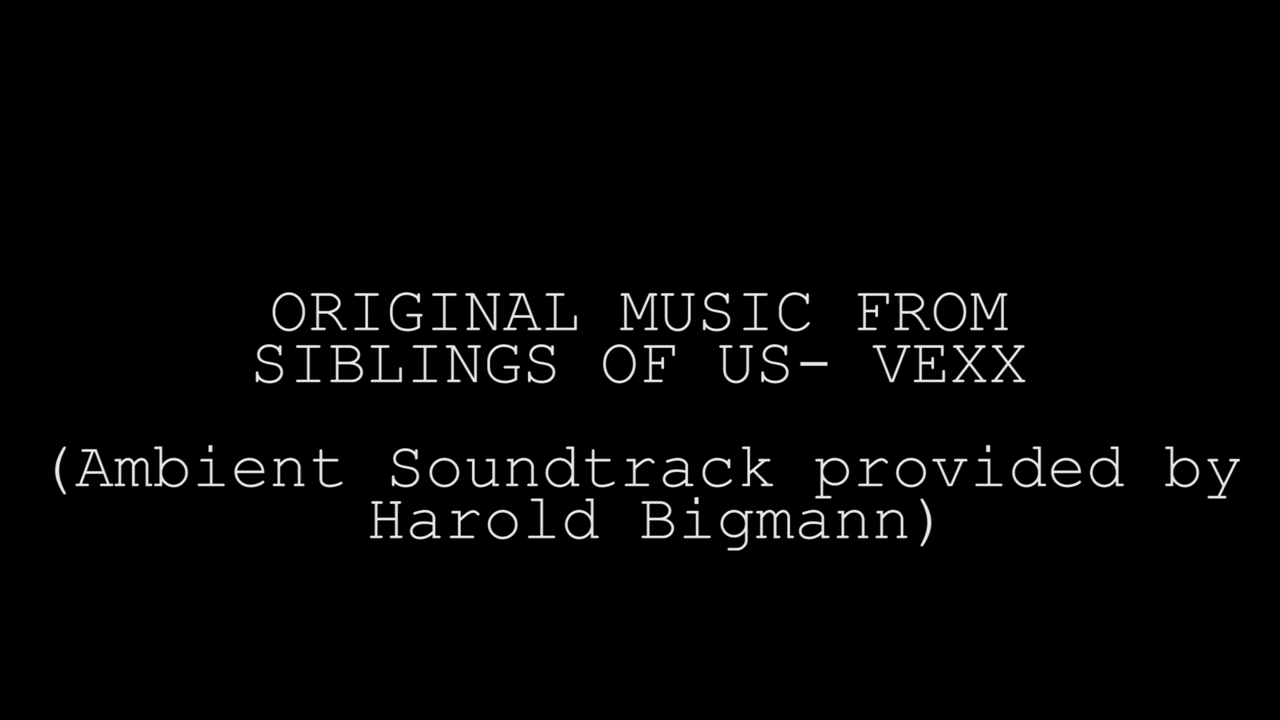 ORIGINAL MUSIC FROM
SIBLINGS OF US- VEXX
(Ambient Soundtrack provided by
Harold Bigmann)